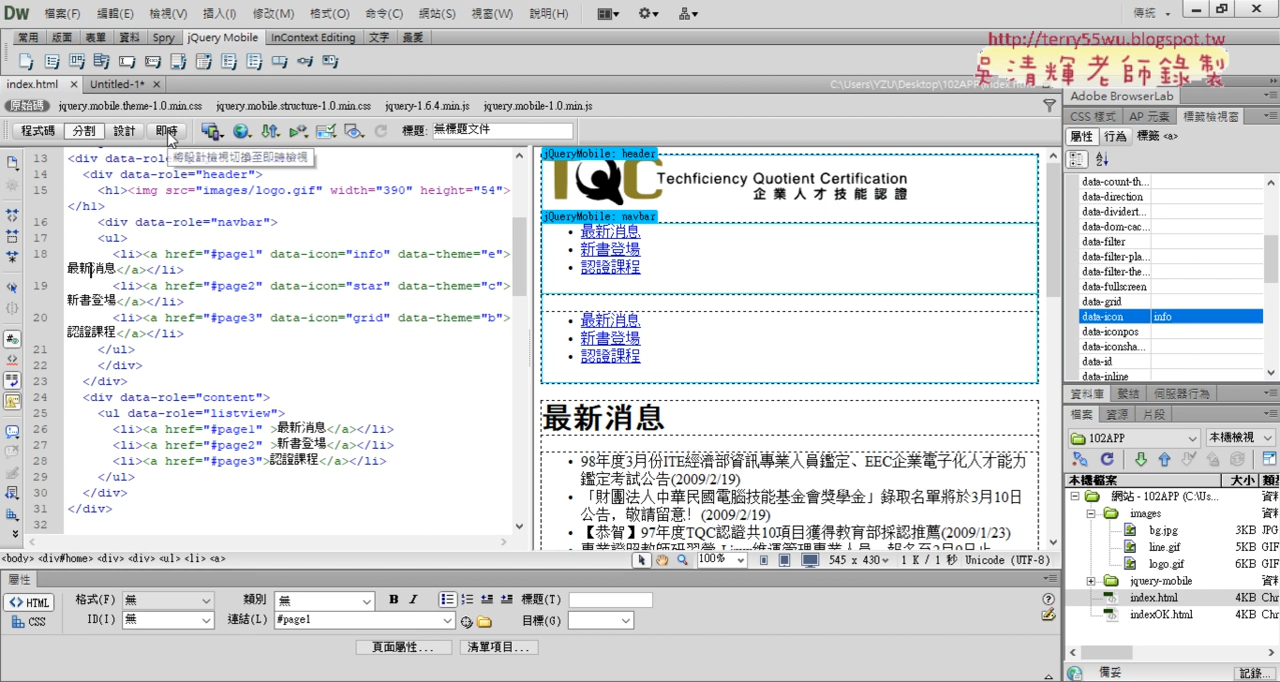 Dw 檔案(F) 編輯(E) 檢視(V) 插入(I) 修改(M) 格式(O) 命令(C) 網站(S) 視窗(W) 說明(H) 傳統
常用 版面 表單 資料 Spry jQuery Mobile InContext Editing 文字 最愛
http://terry55wu.blogspot.tw
吳清輝老師錄製
index.html Untitled-1* C:\Users\YZU\Desktop\102APP\index.html
原始碼 jquery.mobile.theme-1.0.min.css jquery.mobile.structure-1.0.min.css jquery-1.6.4.min.js jquery.mobile-1.0.min.js
程式碼 分割 設計 即時 標題: 無標題文件
將設計檢視切換至即時檢視
13 <div data-role
14 <div data-role="header">
15 <h1><img src="images/logo.gif" width="390" height="54">
</h1>
16 <div data-role="navbar">
17 <ul>
18 <li><a href="#page1" data-icon="info" data-theme="e">
最新消息</a></li>
19 <li><a href="#page2" data-icon="star" data-theme="c">
新書登場</a></li>
20 <li><a href="#page3" data-icon="grid" data-theme="b">
認證課程</a></li>
21 </ul>
22 </div>
23 </div>
24 <div data-role="content">
25 <ul data-role="listview">
26 <li><a href="#page1" >最新消息</a></li>
27 <li><a href="#page2" >新書登場</a></li>
28 <li><a href="#page3">認證課程</a></li>
29 </ul>
30 </div>
31 </div>
32
jQueryMobile: header
TQC Techficiency Quotient Certification
企業人才技能認證
jQueryMobile: navbar
最新消息
新書登場
認證課程
最新消息
新書登場
認證課程
最新消息
98年度3月份ITE經濟部資訊專業人員鑑定、EEC企業電子化人才能力
鑑定考試公告(2009/2/19)
「財團法人中華民國電腦技能基金會獎學金」錄取名單將於3月10日
公告，敬請留意! (2009/2/19)
【恭賀】97年度TQC認證共10項目獲得教育部採認推薦(2009/1/23)
<body> <div#home> <div> <div> <ul> <li> <a> 100% 545 x 430 1 K / 1 秒 Unicode (UTF-8)
屬性
HTML 格式(F) 無 類別 無 B I 標題(T)
CSS ID(I) 無 連結(L) #page1 目標(G)
頁面屬性... 清單項目...
Adobe BrowserLab
CSS 樣式 AP 元素 標籤檢視窗
屬性 行為 標籤 <a>
data-count-th...
data-direction
data-dividert...
data-dom-cac...
data-filter
data-filter-pla...
data-filter-the...
data-fullscreen
data-grid
data-icon info
data-iconpos
data-iconsha...
data-id
data-inline
資料庫 繫結 伺服器行為
檔案 資源 片段
102APP 本機檢視
本機檔案 大小 類型
網站 - 102APP (C:\Us...
images
bg.jpg 3KB JPG
line.gif 5KB GIF
logo.gif 6KB GIF
jquery-mobile
index.html 4KB Chr
indexOK.html 4KB Chr
備妥 記錄...